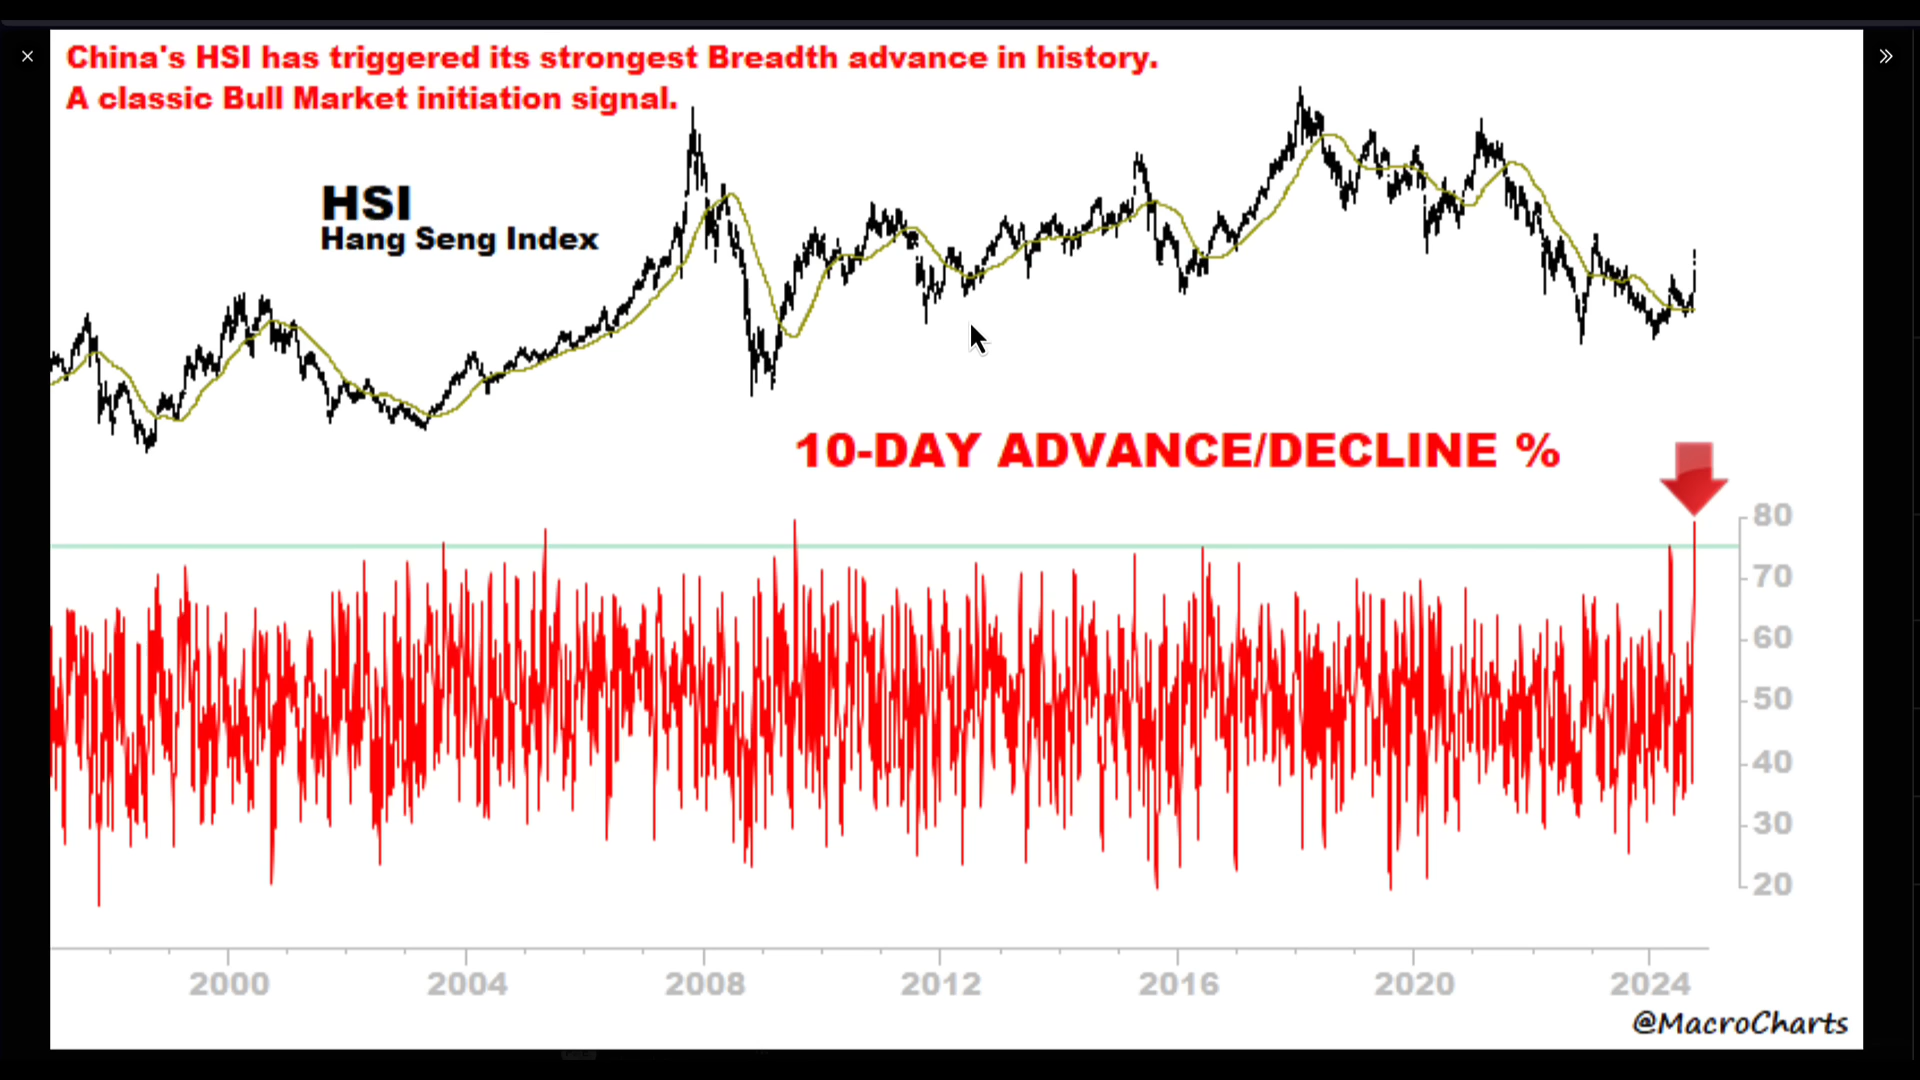 China's HSI has triggered its strongest Breadth advance in history.
A classic Bull Market initiation signal.
HSI
Hang Seng Index
10-DAY ADVANCE/DECLINE %
80
70
60
50
40
30
20
2000 2004 2008 2012 2016 2020 2024
@MacroCharts